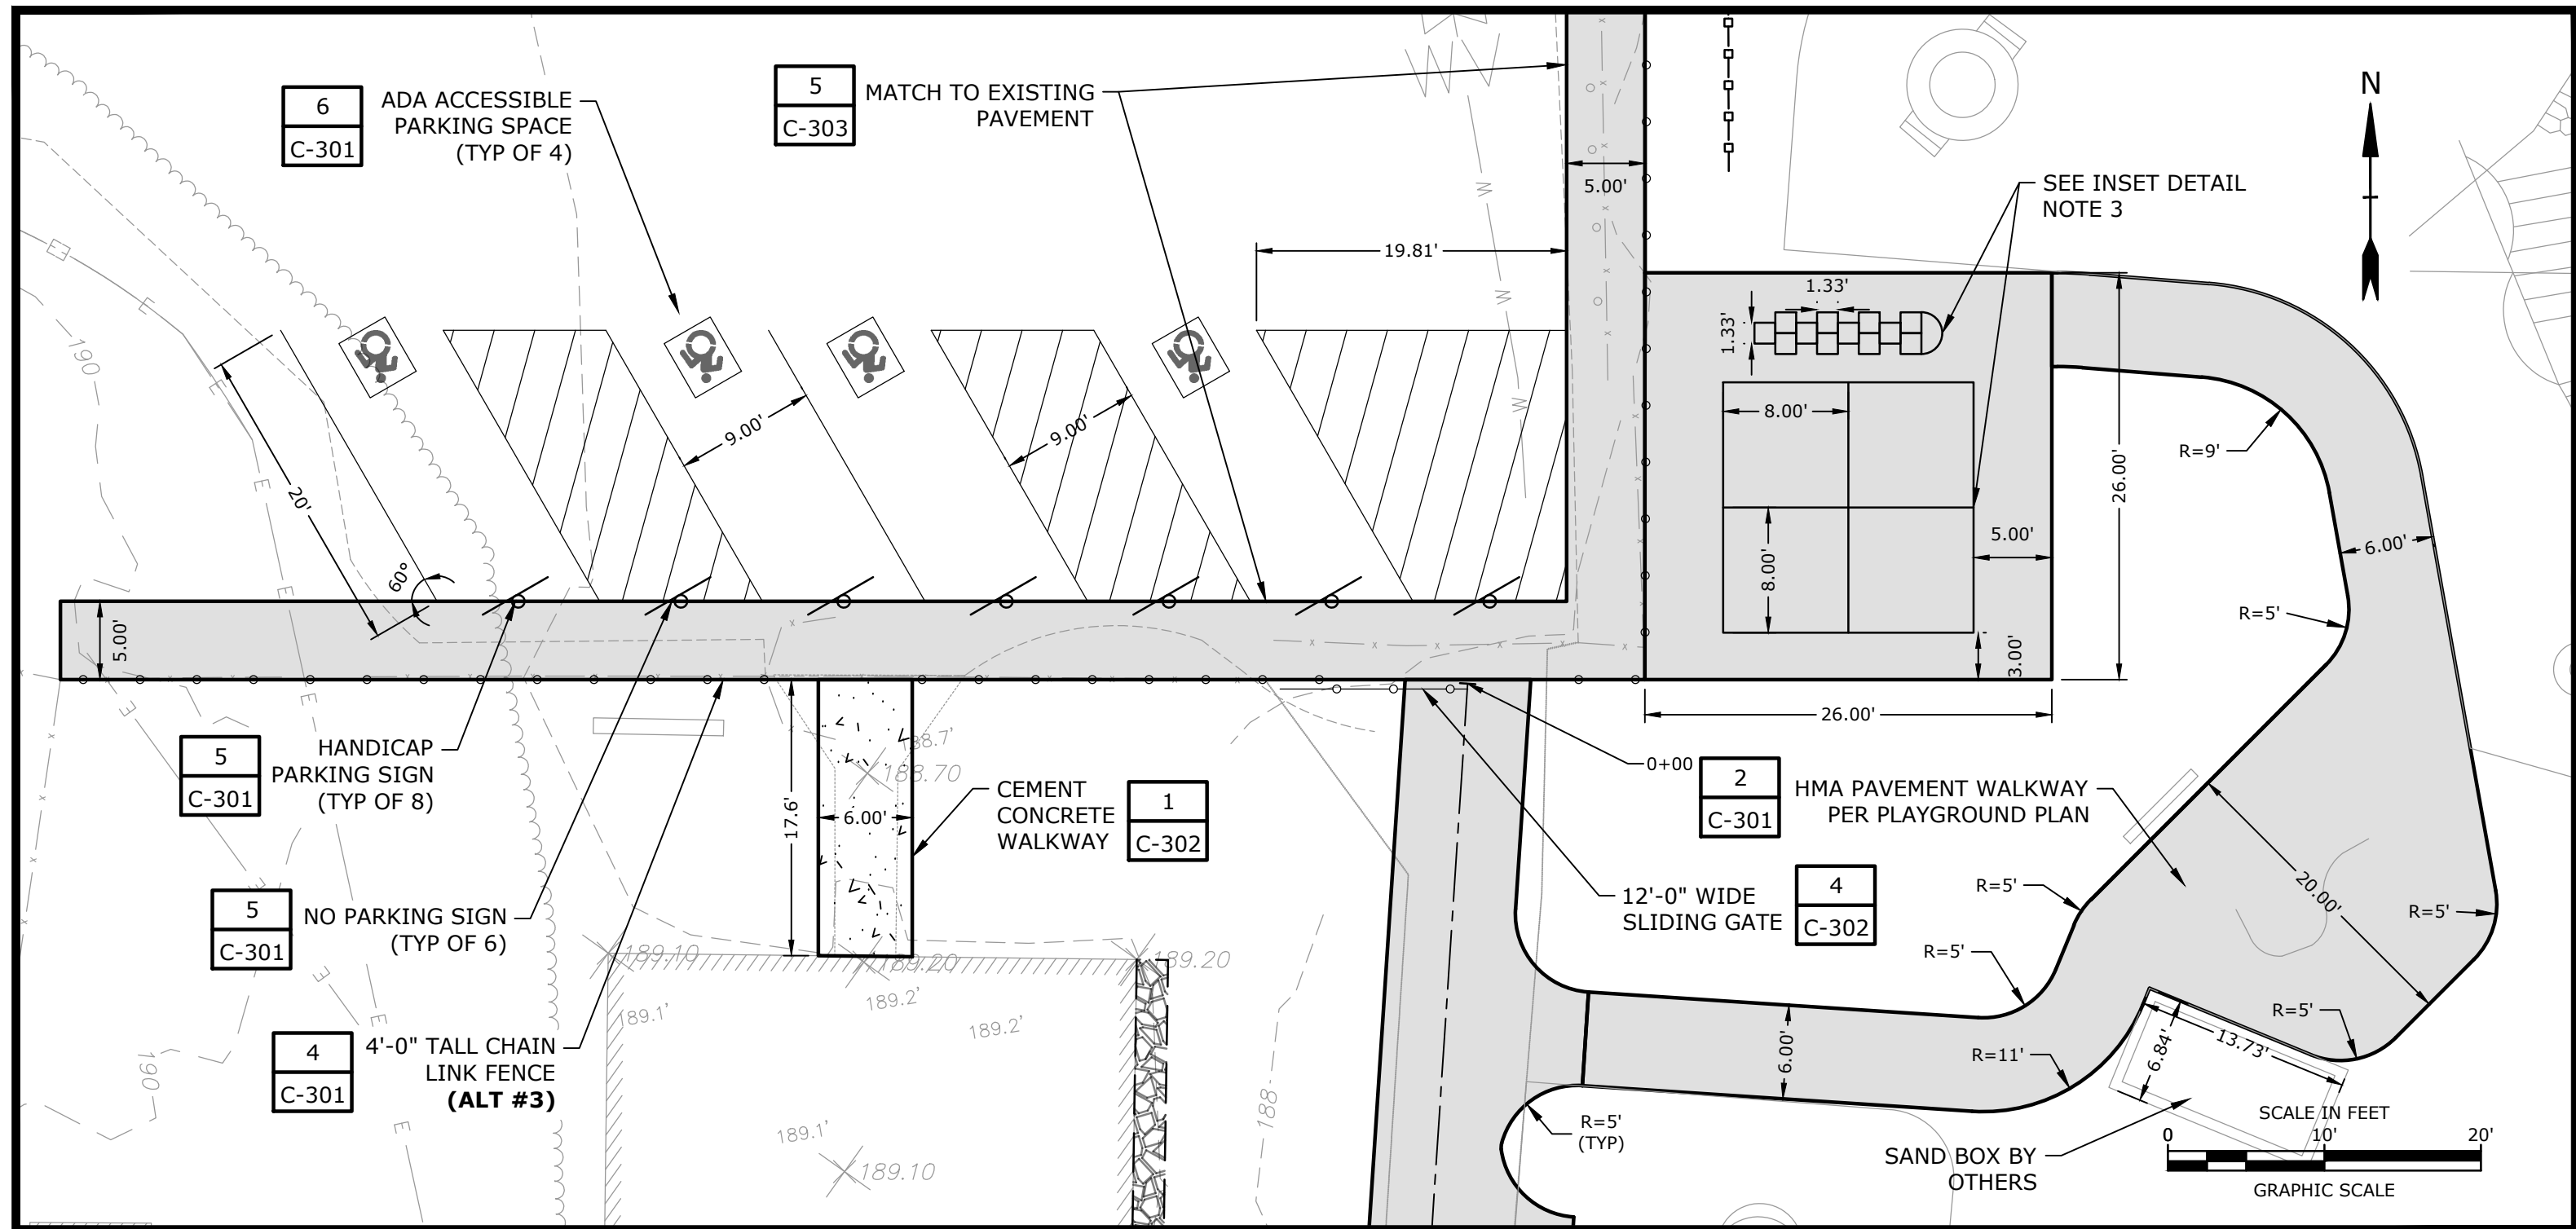 6
C-301
ADA ACCESSIBLE
PARKING SPACE
(TYP OF 4)
5
C-303
MATCH TO EXISTING
PAVEMENT
N
SEE INSET DETAIL
NOTE 3
5.00'
19.81'
1.33'
1.33'
W
W
W
W
W
190
E
E
E
E
E
E
E
E
E
E
E
20'
60°
9.00'
9.00'
8.00'
8.00'
5.00'
3.00'
26.00'
26.00'
R=9'
6.00'
R=5'
5.00'
5
C-301
HANDICAP
PARKING SIGN
(TYP OF 8)
17.6'
6.00'
188.7'
188.70
CEMENT
CONCRETE
WALKWAY
1
C-302
0+00
2
C-301
HMA PAVEMENT WALKWAY
PER PLAYGROUND PLAN
12'-0" WIDE
SLIDING GATE
4
C-302
R=5'
R=5'
20.00'
R=5'
5
C-301
NO PARKING SIGN
(TYP OF 6)
189.10
189.20
189.20
189.1'
189.2'
189.2'
R=5'
R=11'
6.00'
6.84'
13.73'
4
C-301
4'-0" TALL CHAIN
LINK FENCE
(ALT #3)
190
188
189.1'
189.10
R=5'
(TYP)
SAND BOX BY
OTHERS
SCALE IN FEET
0
10'
20'
GRAPHIC SCALE